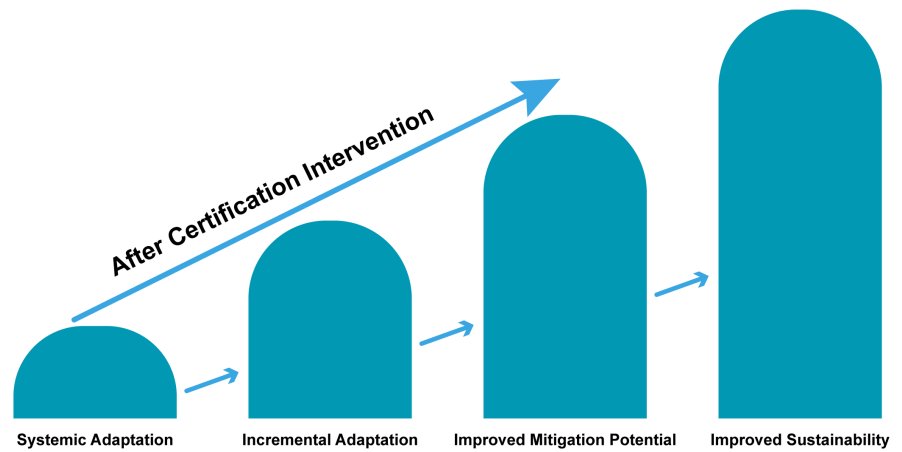 After Certification Intervention
Systemic Adaptation
Incremental Adaptation
Improved Mitigation Potential
Improved Sustainability